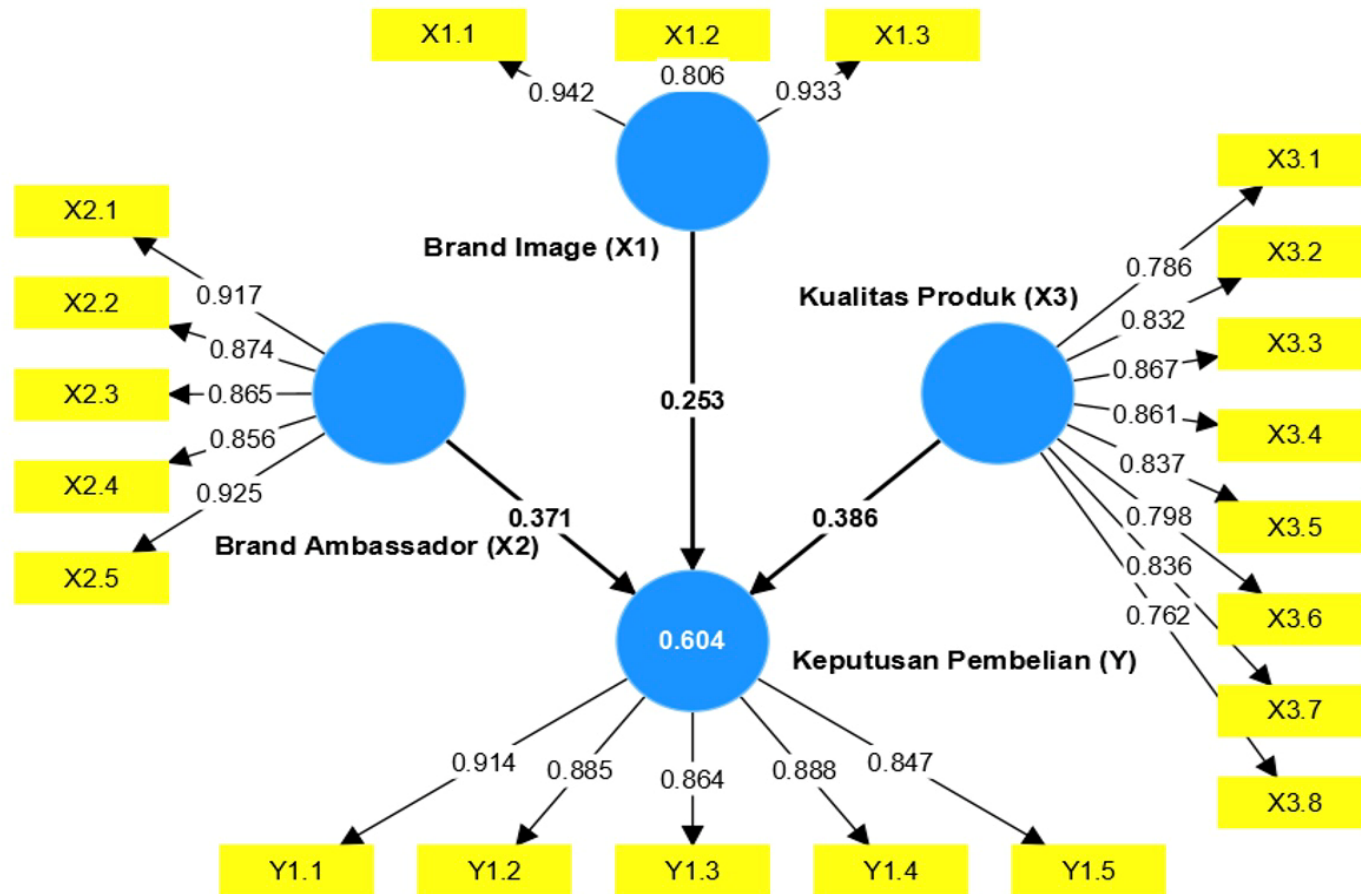 X1.1
X1.2
X1.3
0.942
0.806
0.933
Brand Image (X1)
X2.1
X2.2
X2.3
X2.4
X2.5
0.917
0.874
0.865
0.856
0.925
Brand Ambassador (X2)
Kualitas Produk (X3)
0.786
0.832
0.867
0.861
0.837
0.798
0.836
0.762
X3.1
X3.2
X3.3
X3.4
X3.5
X3.6
X3.7
X3.8
0.253
0.371
0.386
0.604
Keputusan Pembelian (Y)
0.914
0.885
0.864
0.888
0.847
Y1.1
Y1.2
Y1.3
Y1.4
Y1.5